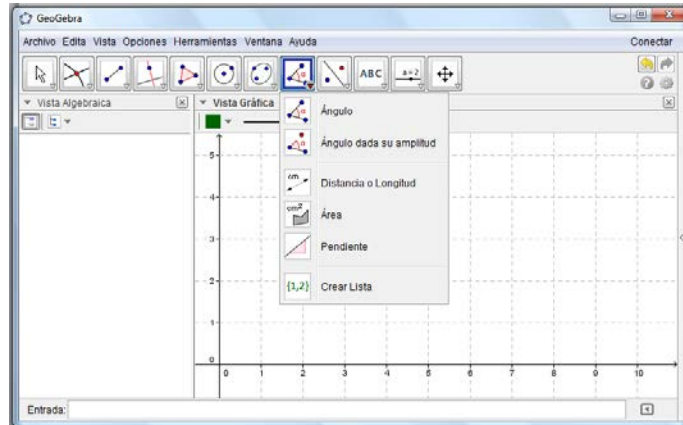 GeoGebra
Archivo Edita Vista Opciones Herramientas Ventana Ayuda Conectar
ABC a=2
Vista Algebraica Vista Gráfica
Ángulo
Ángulo dada su amplitud
cm Distancia o Longitud
cm² Área
Pendiente
{1,2} Crear Lista
5
4
3
2
1
0
0 1 2 3 4 5 6 7 8 9 10
Entrada: